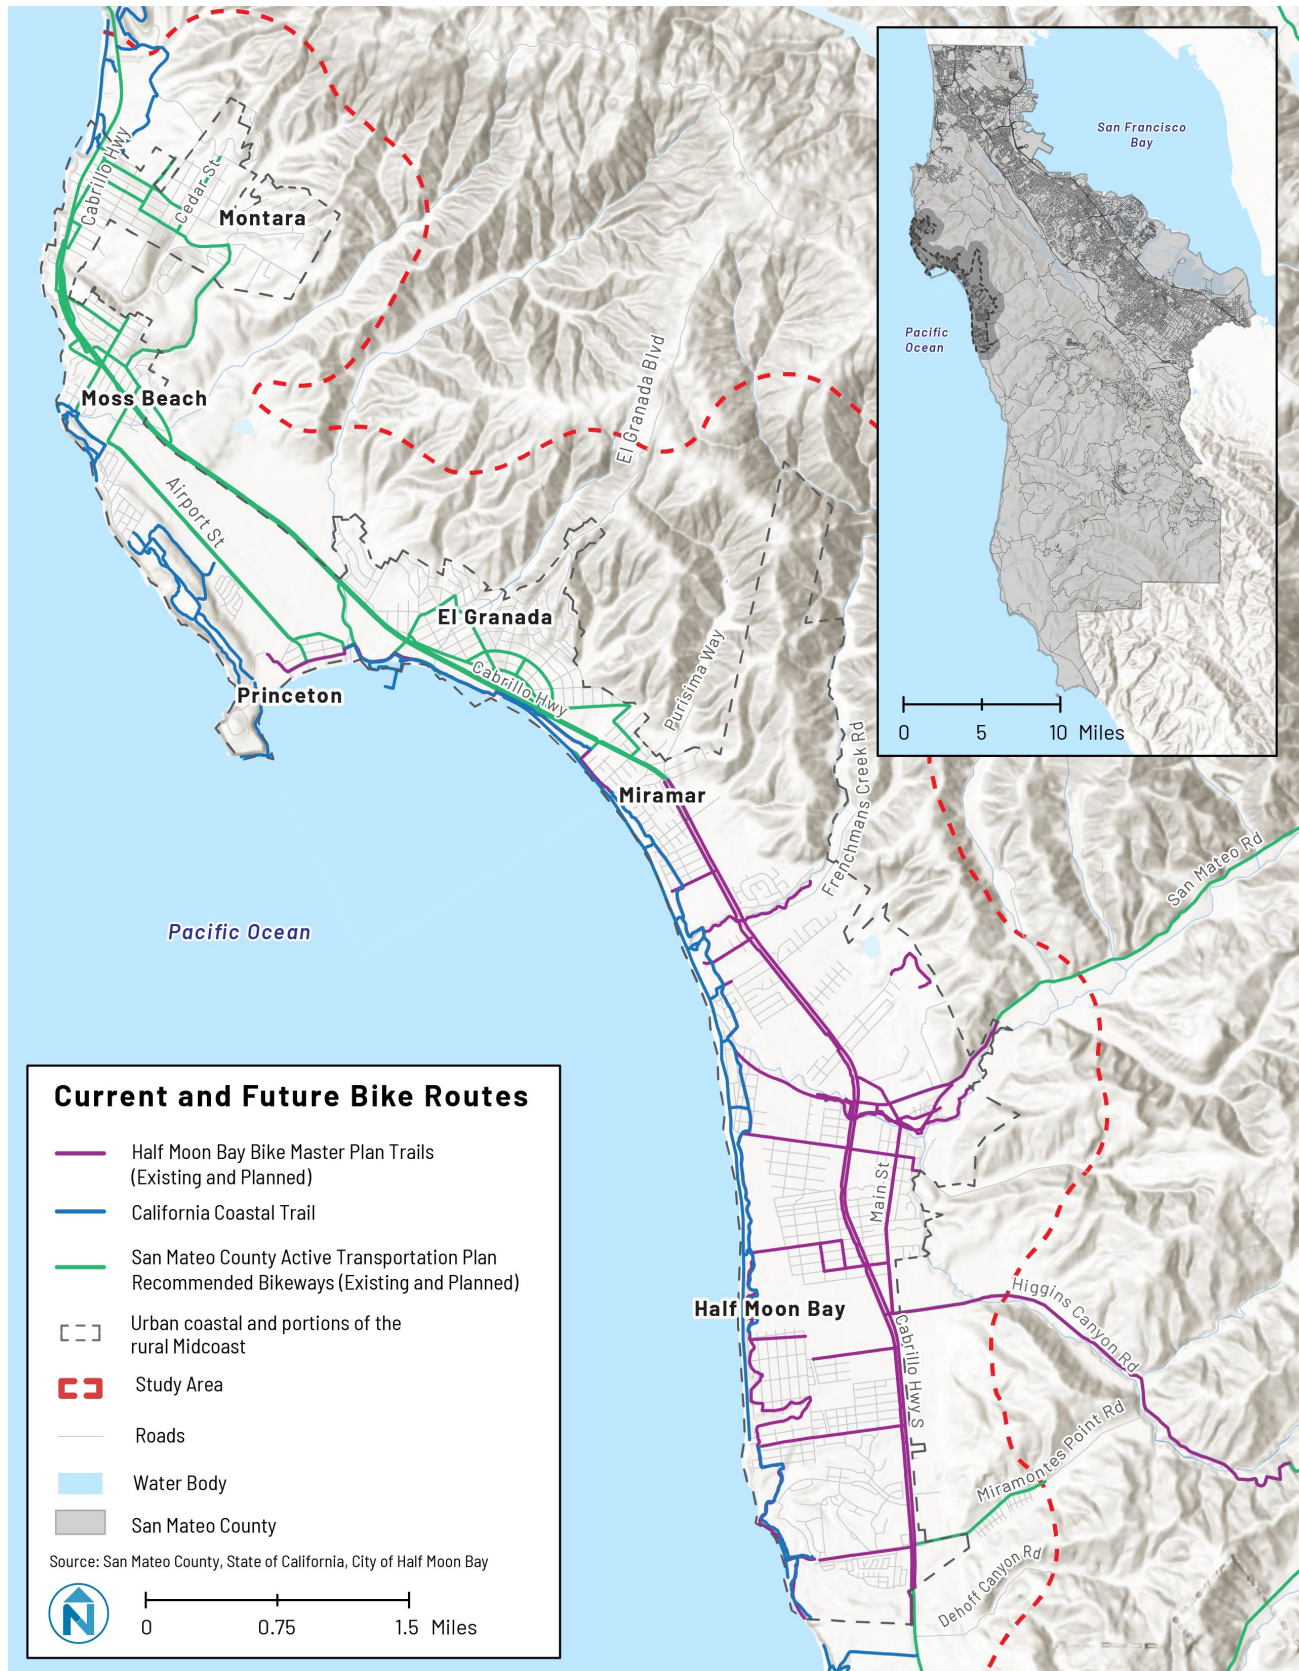 Cabrillo Hwy
Cedar St
Montara
San Francisco
Bay
Pacific
Ocean
El Granada Blvd
Moss Beach
Airport St
El Granada
Cabrillo Hwy
Purisima Way
Princeton
0 5 10 Miles
Miramar
Frenchmans Creek Rd
San Mateo Rd
Pacific Ocean
Main St
Higgins Canyon Rd
Half Moon Bay
Cabrillo Hwy S
Miramontes Point Rd
Dehoff Canyon Rd
Current and Future Bike Routes
Half Moon Bay Bike Master Plan Trails
(Existing and Planned)
California Coastal Trail
San Mateo County Active Transportation Plan
Recommended Bikeways (Existing and Planned)
Urban coastal and portions of the
rural Midcoast
Study Area
Roads
Water Body
San Mateo County
Source: San Mateo County, State of California, City of Half Moon Bay
N
0 0.75 1.5 Miles